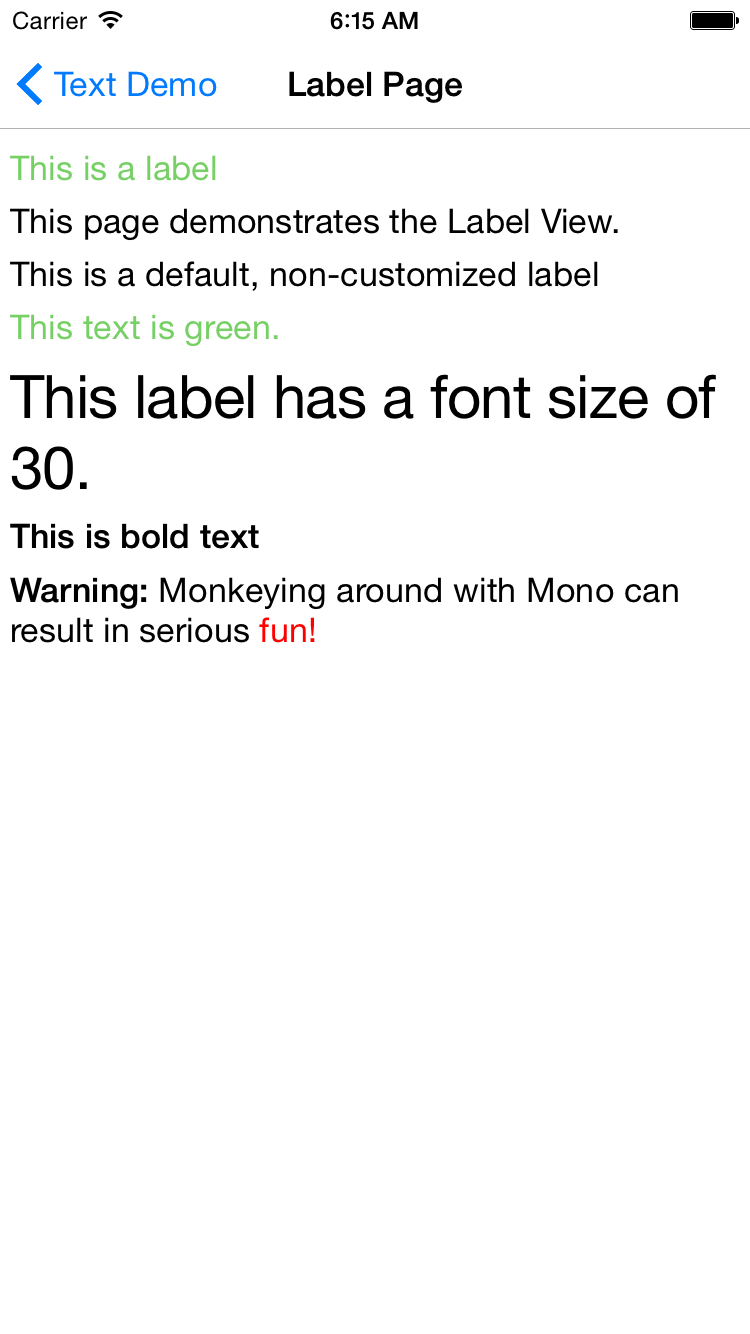 Carrier 6:15 AM
Text Demo Label Page
This is a label
This page demonstrates the Label View.
This is a default, non-customized label
This text is green.
This label has a font size of
30.
This is bold text
Warning: Monkeying around with Mono can
result in serious fun!